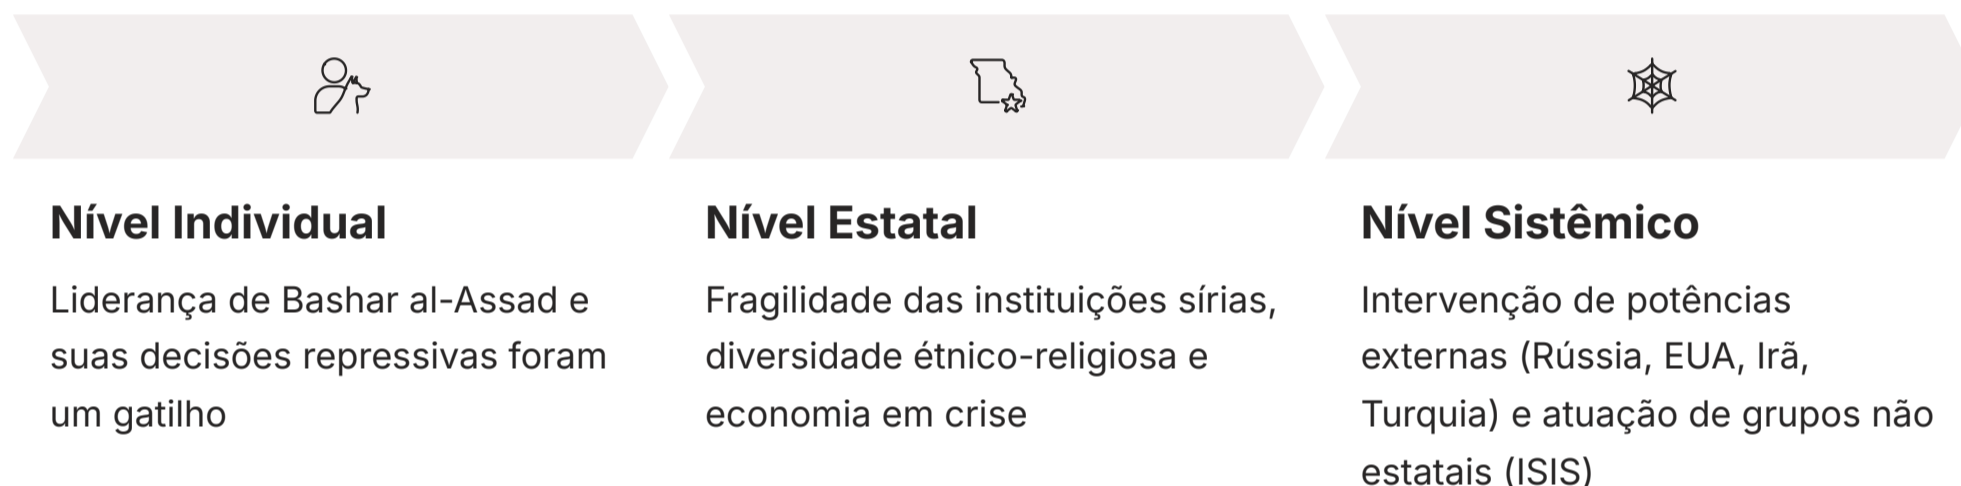 Nível Individual
Liderança de Bashar al-Assad e
suas decisões repressivas foram
um gatilho
Nível Estatal
Fragilidade das instituições sírias,
diversidade étnico-religiosa e
economia em crise
Nível Sistêmico
Intervenção de potências
externas (Rússia, EUA, Irã,
Turquia) e atuação de grupos não
estatais (ISIS)